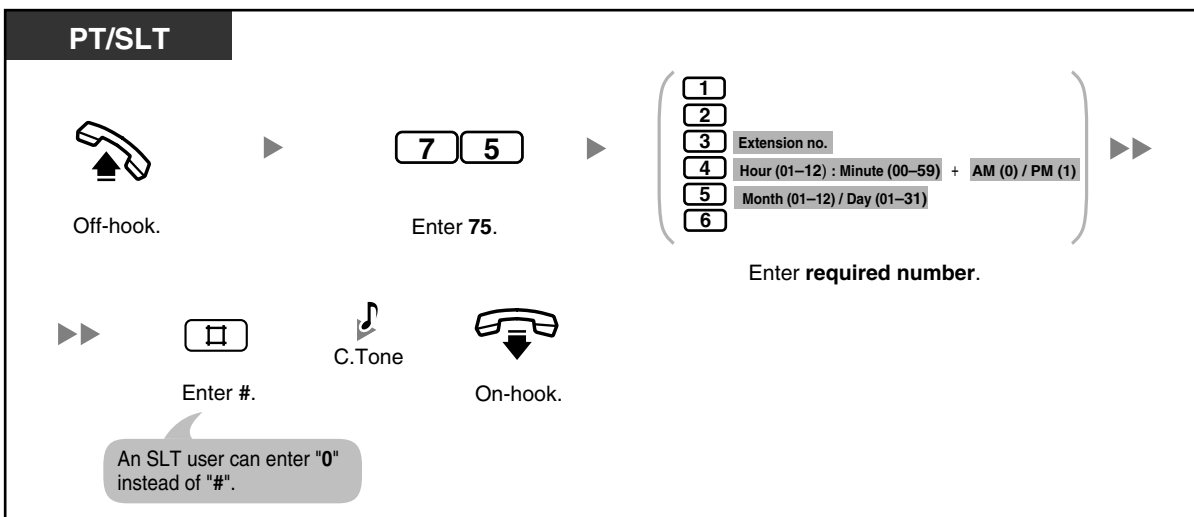 PT/SLT
7 5
1
2
3 Extension no.
4 Hour (01–12) : Minute (00–59) + AM (0) / PM (1)
5 Month (01–12) / Day (01–31)
6
Off-hook.
Enter 75.
Enter required number.
#
C.Tone
Enter #.
On-hook.
An SLT user can enter "0"
instead of "#".